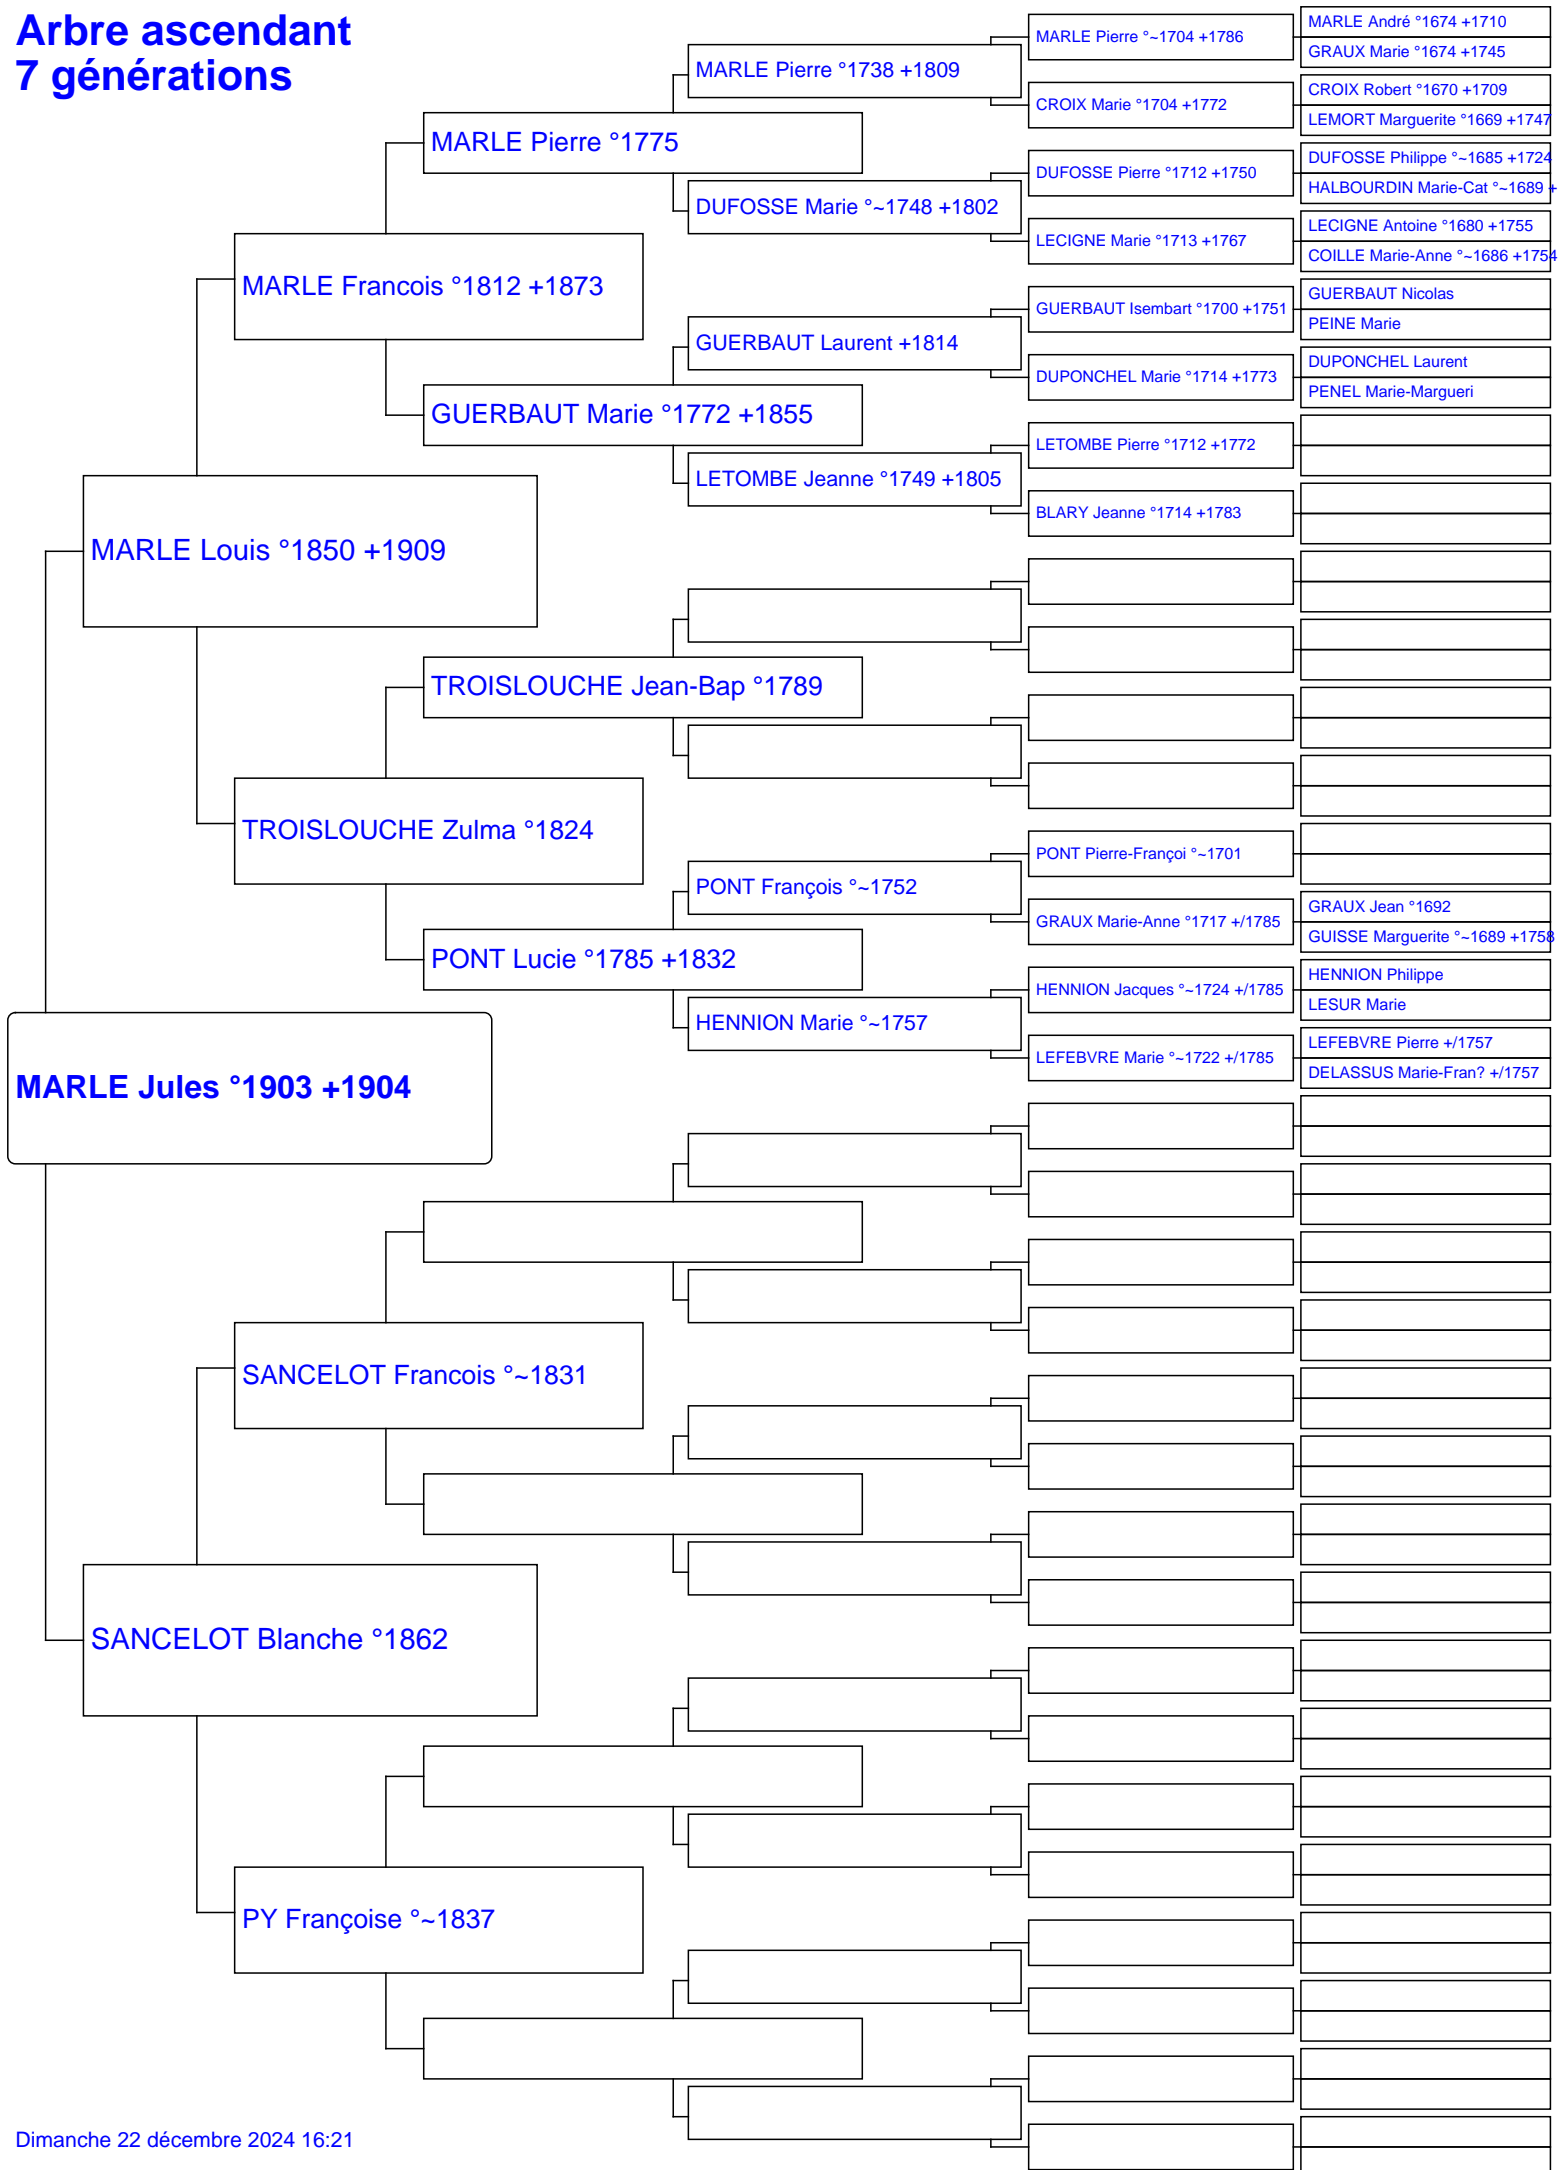 Arbre ascendant
7 générations
MARLE Jules °1903 +1904
MARLE Louis °1850 +1909
SANCELOT Blanche °1862
MARLE Francois °1812 +1873
TROISLOUCHE Zulma °1824
SANCELOT Francois °~1831
PY Françoise °~1837
MARLE Pierre °1775
GUERBAUT Marie °1772 +1855
TROISLOUCHE Jean-Bap °1789
PONT Lucie °1785 +1832
MARLE Pierre °1738 +1809
DUFOSSE Marie °~1748 +1802
GUERBAUT Laurent +1814
LETOMBE Jeanne °1749 +1805
PONT François °~1752
HENNION Marie °~1757
MARLE Pierre °~1704 +1786
CROIX Marie °1704 +1772
DUFOSSE Pierre °1712 +1750
LECIGNE Marie °1713 +1767
GUERBAUT Isembart °1700 +1751
DUPONCHEL Marie °1714 +1773
LETOMBE Pierre °1712 +1772
BLARY Jeanne °1714 +1783
PONT Pierre-Françoi °~1701
GRAUX Marie-Anne °1717 +/1785
HENNION Jacques °~1724 +/1785
LEFEBVRE Marie °~1722 +/1785
MARLE André °1674 +1710
GRAUX Marie °1674 +1745
CROIX Robert °1670 +1709
LEMORT Marguerite °1669 +1747
DUFOSSE Philippe °~1685 +1724
HALBOURDIN Marie-Cat °~1689 +
LECIGNE Antoine °1680 +1755
COILLE Marie-Anne °~1686 +1754
GUERBAUT Nicolas
PEINE Marie
DUPONCHEL Laurent
PENEL Marie-Margueri
GRAUX Jean °1692
GUISSE Marguerite °~1689 +1758
HENNION Philippe
LESUR Marie
LEFEBVRE Pierre +/1757
DELASSUS Marie-Fran? +/1757
Dimanche 22 décembre 2024 16:21